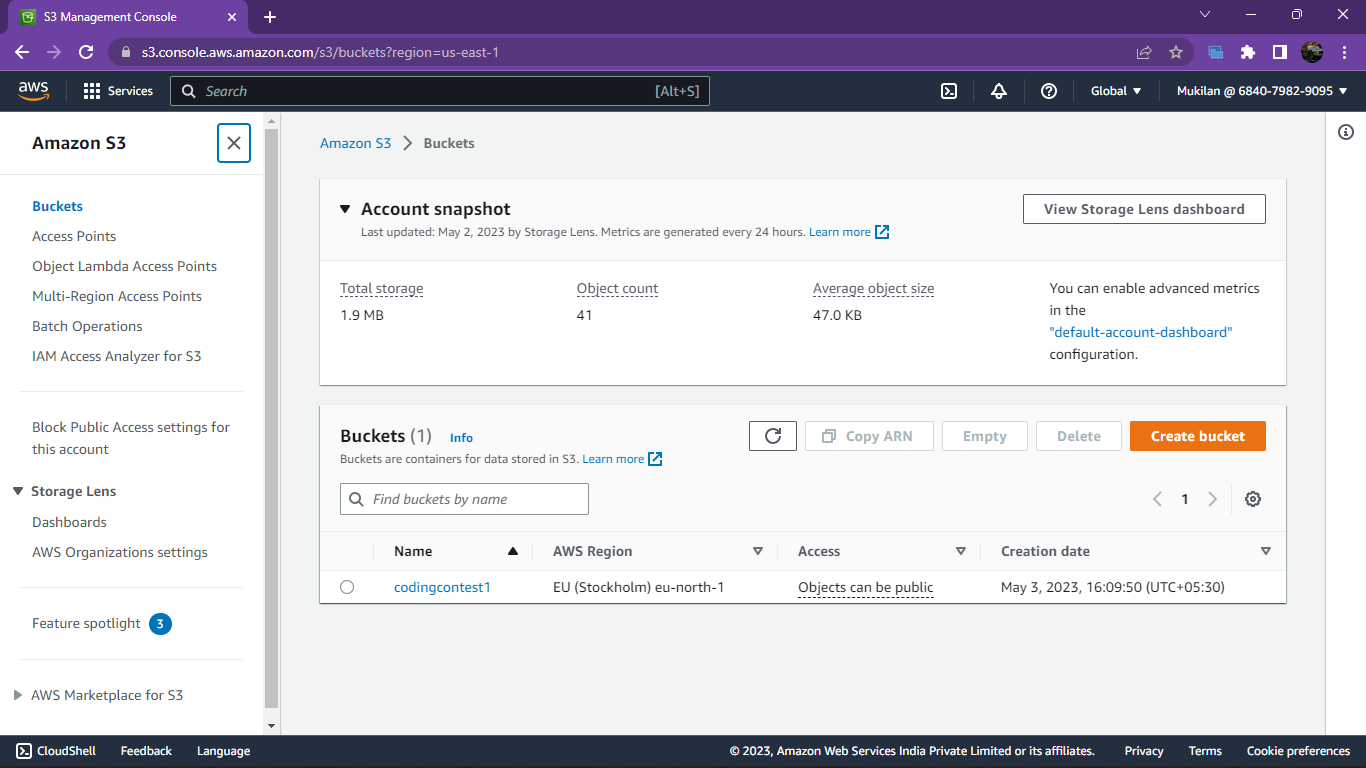 S3 Management Console
s3.console.aws.amazon.com/s3/buckets?region=us-east-1
aws
Services
Search
[Alt+S]
Global
Mukilan @ 6840-7982-9095
Amazon S3
Buckets
Access Points
Object Lambda Access Points
Multi-Region Access Points
Batch Operations
IAM Access Analyzer for S3
Block Public Access settings for
this account
Storage Lens
Dashboards
AWS Organizations settings
Feature spotlight 3
AWS Marketplace for S3
Amazon S3 > Buckets
Account snapshot
Last updated: May 2, 2023 by Storage Lens. Metrics are generated every 24 hours. Learn more
View Storage Lens dashboard
Total storage
1.9 MB
Object count
41
Average object size
47.0 KB
You can enable advanced metrics
in the
"default-account-dashboard"
configuration.
Buckets (1) Info
Buckets are containers for data stored in S3. Learn more
Copy ARN
Empty
Delete
Create bucket
Find buckets by name
1
Name AWS Region Access Creation date
codingcontest1 EU (Stockholm) eu-north-1 Objects can be public May 3, 2023, 16:09:50 (UTC+05:30)
CloudShell Feedback Language
© 2023, Amazon Web Services India Private Limited or its affiliates. Privacy Terms Cookie preferences